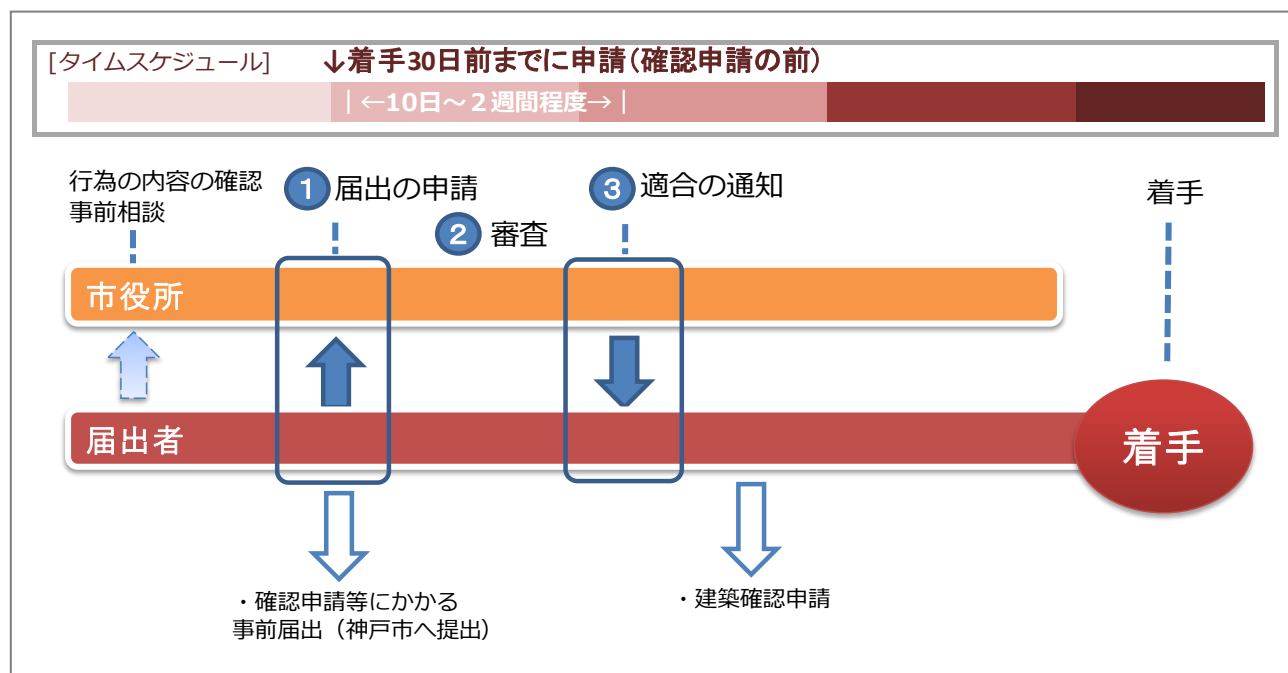 [タイムスケジュール]
↓着手30日前までに申請(確認申請の前)
|←10日～２週間程度→|
行為の内容の確認
事前相談
1 届出の申請
2 審査
3 適合の通知
着手
市役所
届出者
着手
・確認申請等にかかる
事前届出（神戸市へ提出）
・建築確認申請